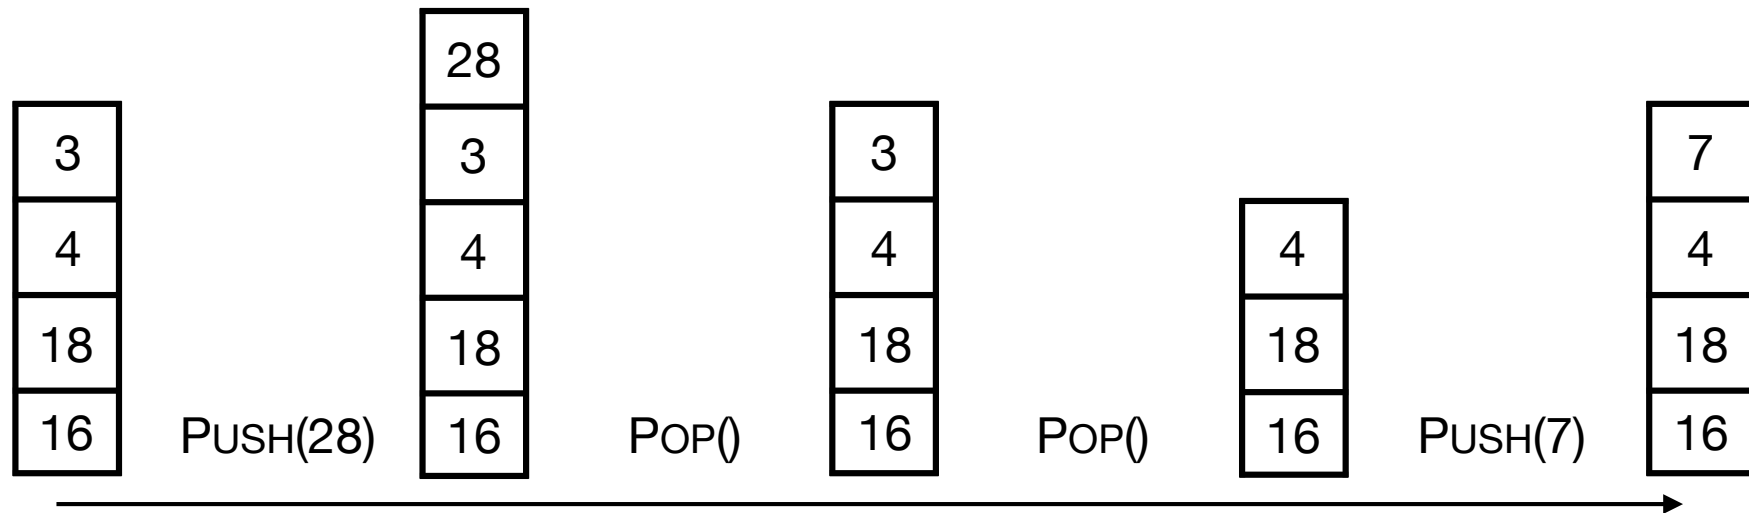 28
3 3 3 7
4 4 4 4 4
18 18 18 18 18
16 PUSH(28) 16 POP() 16 POP() 16 PUSH(7) 16